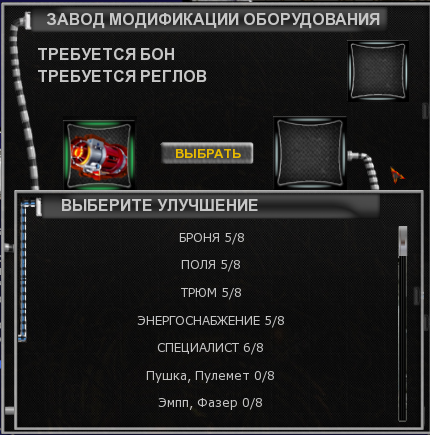 ЗАВОД МОДИФИКАЦИИ ОБОРУДОВАНИЯ
ТРЕБУЕТСЯ БОН
ТРЕБУЕТСЯ РЕГЛОВ
ВЫБРАТЬ
ВЫБЕРИТЕ УЛУЧШЕНИЕ
БРОНЯ 5/8
ПОЛЯ 5/8
ТРЮМ 5/8
ЭНЕРГОСНАБЖЕНИЕ 5/8
СПЕЦИАЛИСТ 6/8
Пушка, Пулемет 0/8
Эмпп, Фазер 0/8